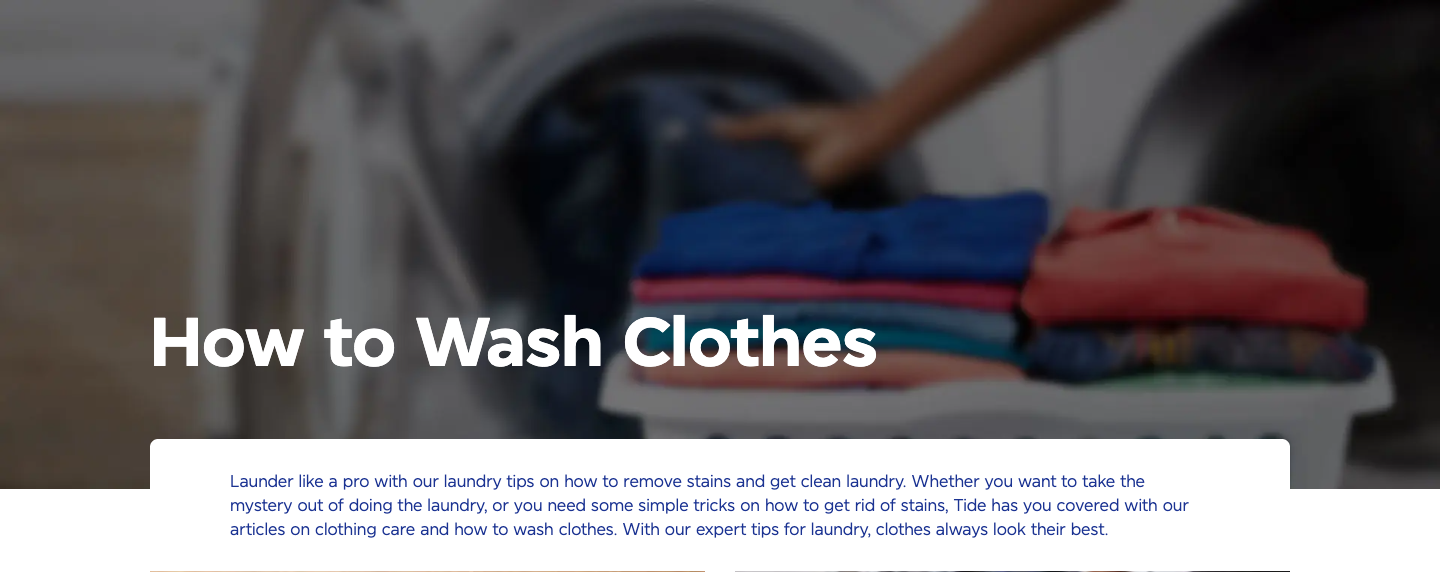 How to Wash Clothes
Launder like a pro with our laundry tips on how to remove stains and get clean laundry. Whether you want to take the
mystery out of doing the laundry, or you need some simple tricks on how to get rid of stains, Tide has you covered with our
articles on clothing care and how to wash clothes. With our expert tips for laundry, clothes always look their best.